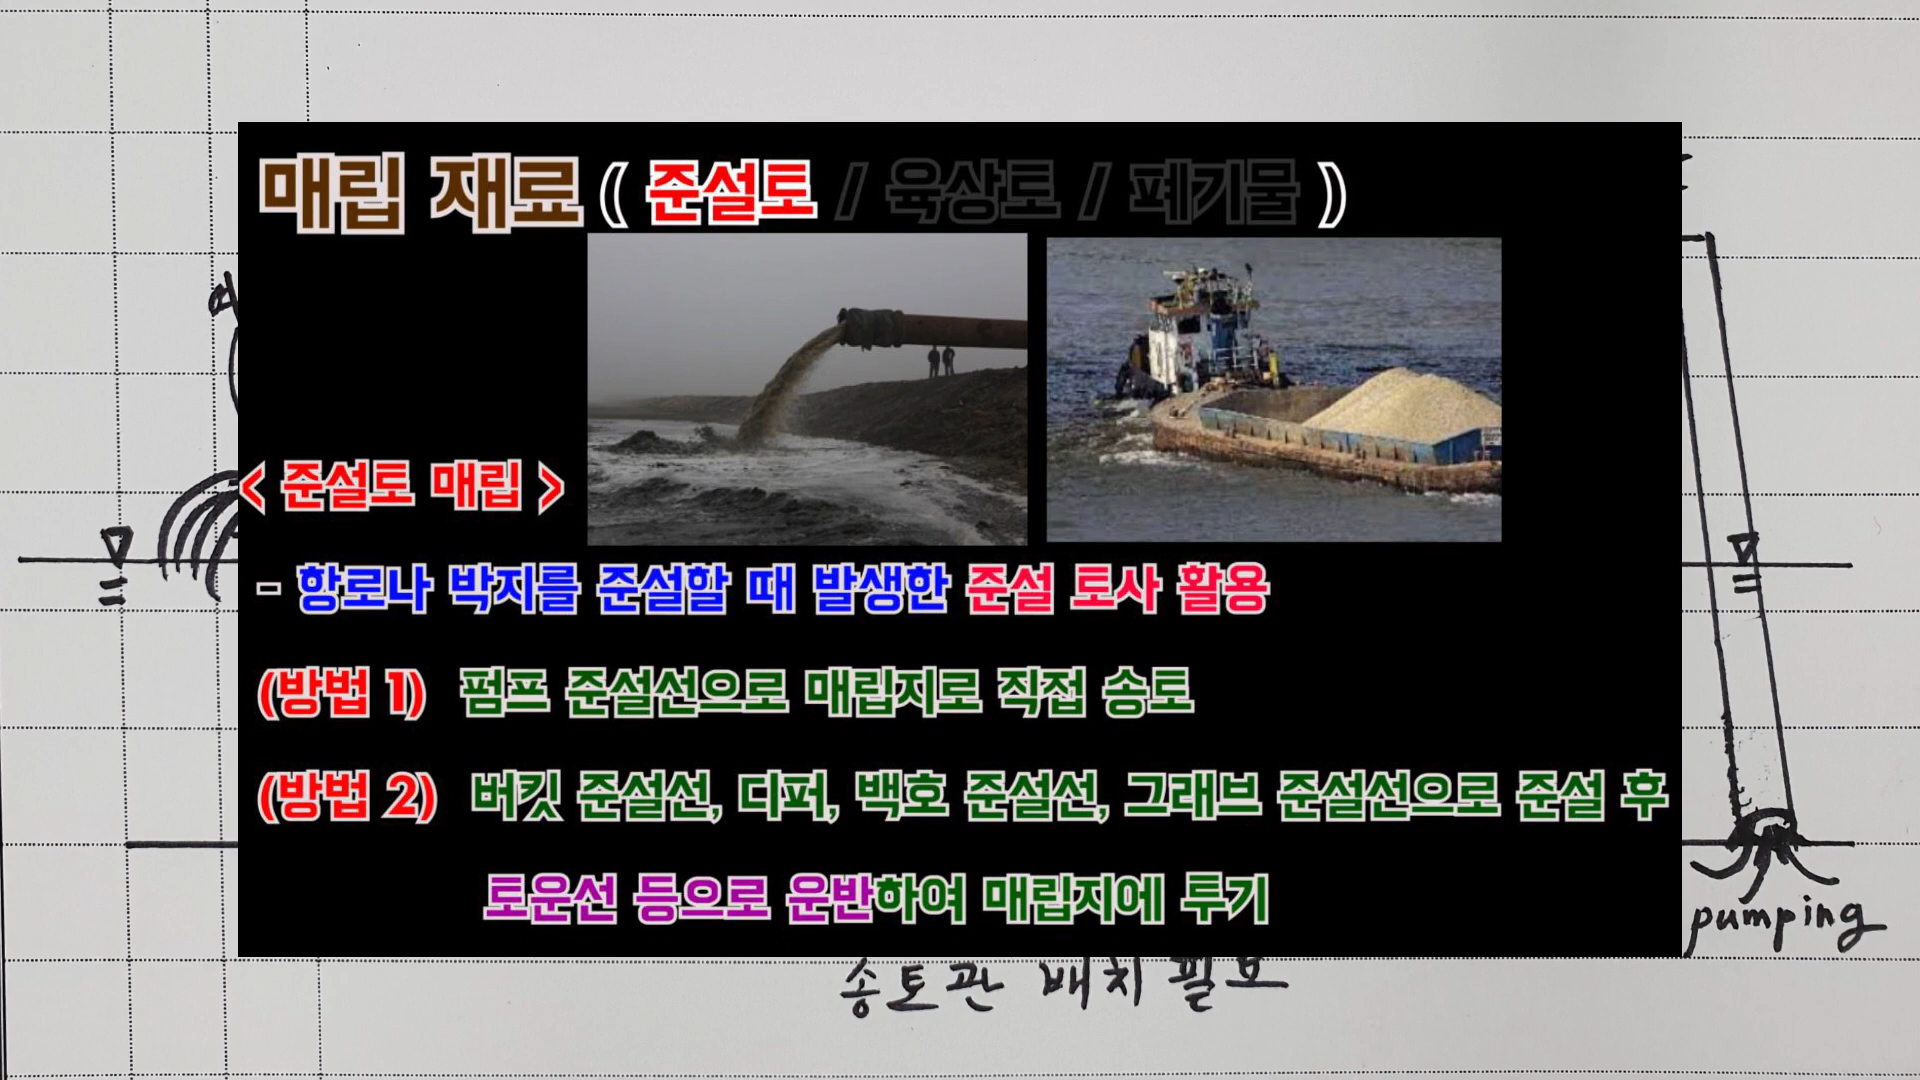 매립 재료 ( 준설토 / 육상토 / 폐기물 )
< 준설토 매립 >
- 항로나 박지를 준설할 때 발생한 준설 토사 활용
(방법 1) 펌프 준설선으로 매립지로 직접 송토
(방법 2) 버킷 준설선, 디퍼, 백호 준설선, 그래브 준설선으로 준설 후
토운선 등으로 운반하여 매립지에 투기
pumping
송토관 배치 필요